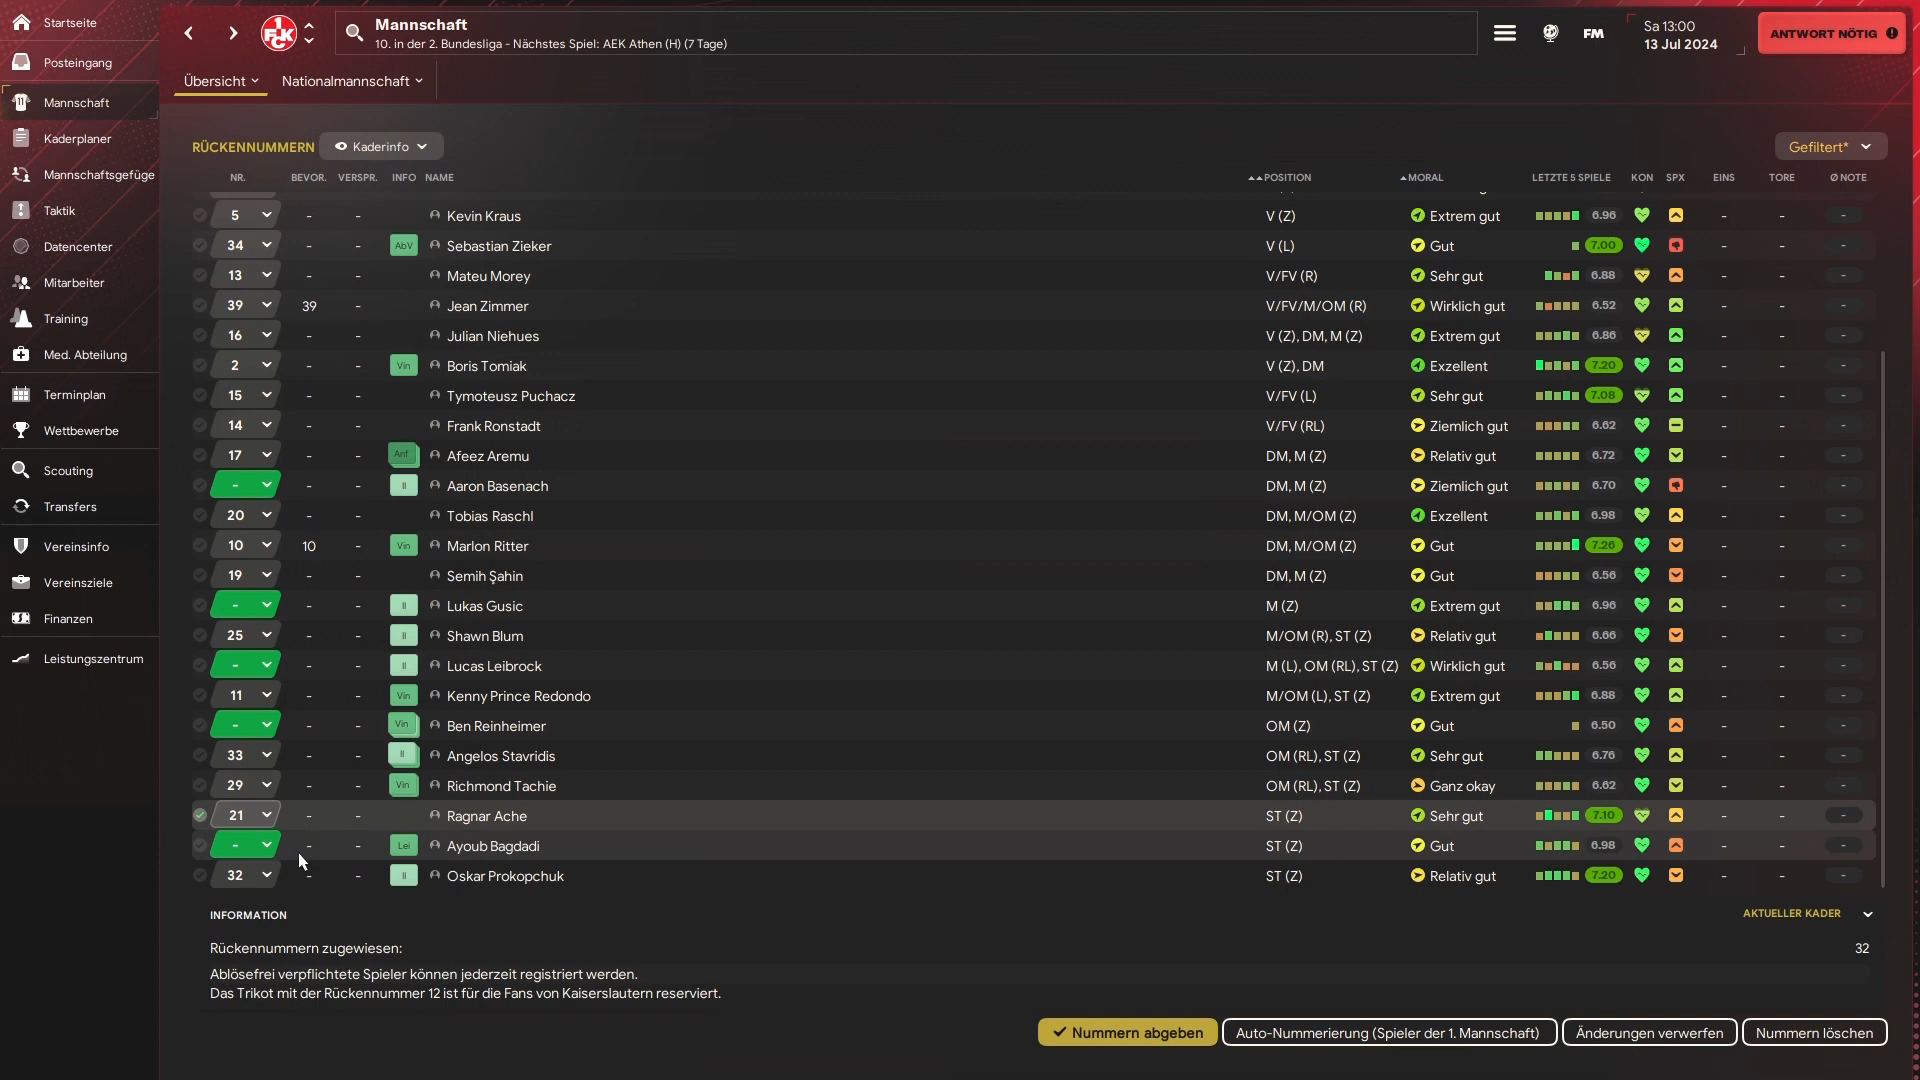 Startseite
Posteingang
Mannschaft
Kaderplaner
Mannschaftsgefüge
Taktik
Datencenter
Mitarbeiter
Training
Med. Abteilung
Terminplan
Wettbewerbe
Scouting
Transfers
Vereinsinfo
Vereinsziele
Finanzen
Leistungszentrum
1
FCK
Mannschaft
10. in der 2. Bundesliga - Nächstes Spiel: AEK Athen (H) (7 Tage)
FM
Sa 13:00
13 Jul 2024
ANTWORT NÖTIG
Übersicht
Nationalmannschaft
RÜCKENNUMMERN
Kaderinfo
Gefiltert*
NR. BEVOR. VERSPR. INFO NAME POSITION MORAL LETZTE 5 SPIELE KON SPX EINS TORE Ø NOTE
5 - - Kevin Kraus V (Z) Extrem gut 6.96 - - -
34 - - AbV Sebastian Zieker V (L) Gut 7.00 - - -
13 - - Mateu Morey V/FV (R) Sehr gut 6.88 - - -
39 39 - Jean Zimmer V/FV/M/OM (R) Wirklich gut 6.52 - - -
16 - - Julian Niehues V (Z), DM, M (Z) Extrem gut 6.86 - - -
2 - - Vin Boris Tomiak V (Z), DM Exzellent 7.20 - - -
15 - - Tymoteusz Puchacz V/FV (L) Sehr gut 7.08 - - -
14 - - Frank Ronstadt V/FV (RL) Ziemlich gut 6.62 - - -
17 - - Anf Afeez Aremu DM, M (Z) Relativ gut 6.72 - - -
- - - II Aaron Basenach DM, M (Z) Ziemlich gut 6.70 - - -
20 - - Tobias Raschl DM, M/OM (Z) Exzellent 6.98 - - -
10 10 - Vin Marlon Ritter DM, M/OM (Z) Gut 7.26 - - -
19 - - Semih Şahin DM, M (Z) Gut 6.56 - - -
- - - II Lukas Gusic M (Z) Extrem gut 6.96 - - -
25 - - II Shawn Blum M/OM (R), ST (Z) Relativ gut 6.66 - - -
- - - II Lucas Leibrock M (L), OM (RL), ST (Z) Wirklich gut 6.56 - - -
11 - - Vin Kenny Prince Redondo M/OM (L), ST (Z) Extrem gut 6.88 - - -
- - - Vin Ben Reinheimer OM (Z) Gut 6.50 - - -
33 - - II Angelos Stavridis OM (RL), ST (Z) Sehr gut 6.76 - - -
29 - - Vin Richmond Tachie OM (RL), ST (Z) Ganz okay 6.62 - - -
21 - - Ragnar Ache ST (Z) Sehr gut 7.10 - - -
- - - Lei Ayoub Bagdadi ST (Z) Gut 6.98 - - -
32 - - II Oskar Prokopchuk ST (Z) Relativ gut 7.20 - - -
INFORMATION
AKTUELLER KADER
Rückennummern zugewiesen: 32
Ablösefrei verpflichtete Spieler können jederzeit registriert werden.
Das Trikot mit der Rückennummer 12 ist für die Fans von Kaiserslautern reserviert.
Nummern abgeben
Auto-Nummerierung (Spieler der 1. Mannschaft)
Änderungen verwerfen
Nummern löschen